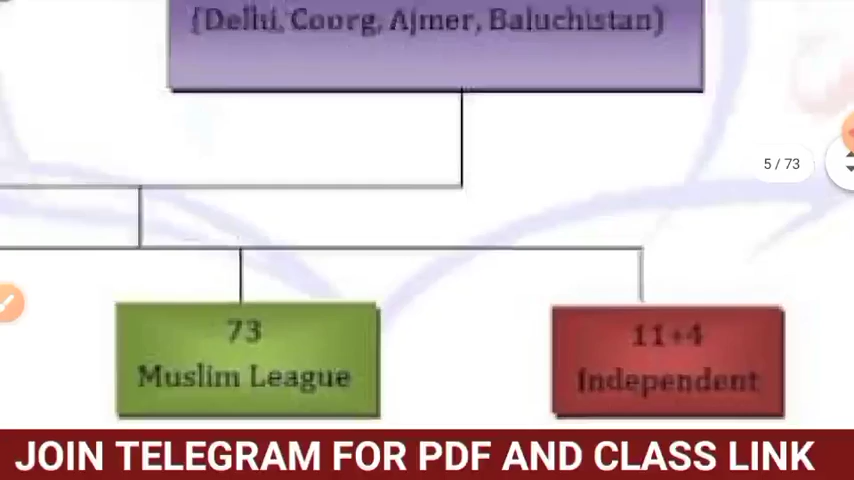 (Delhi, Coorg, Ajmer, Baluchistan)
5 / 73
73
Muslim League
11+4
Independent
JOIN TELEGRAM FOR PDF AND CLASS LINK